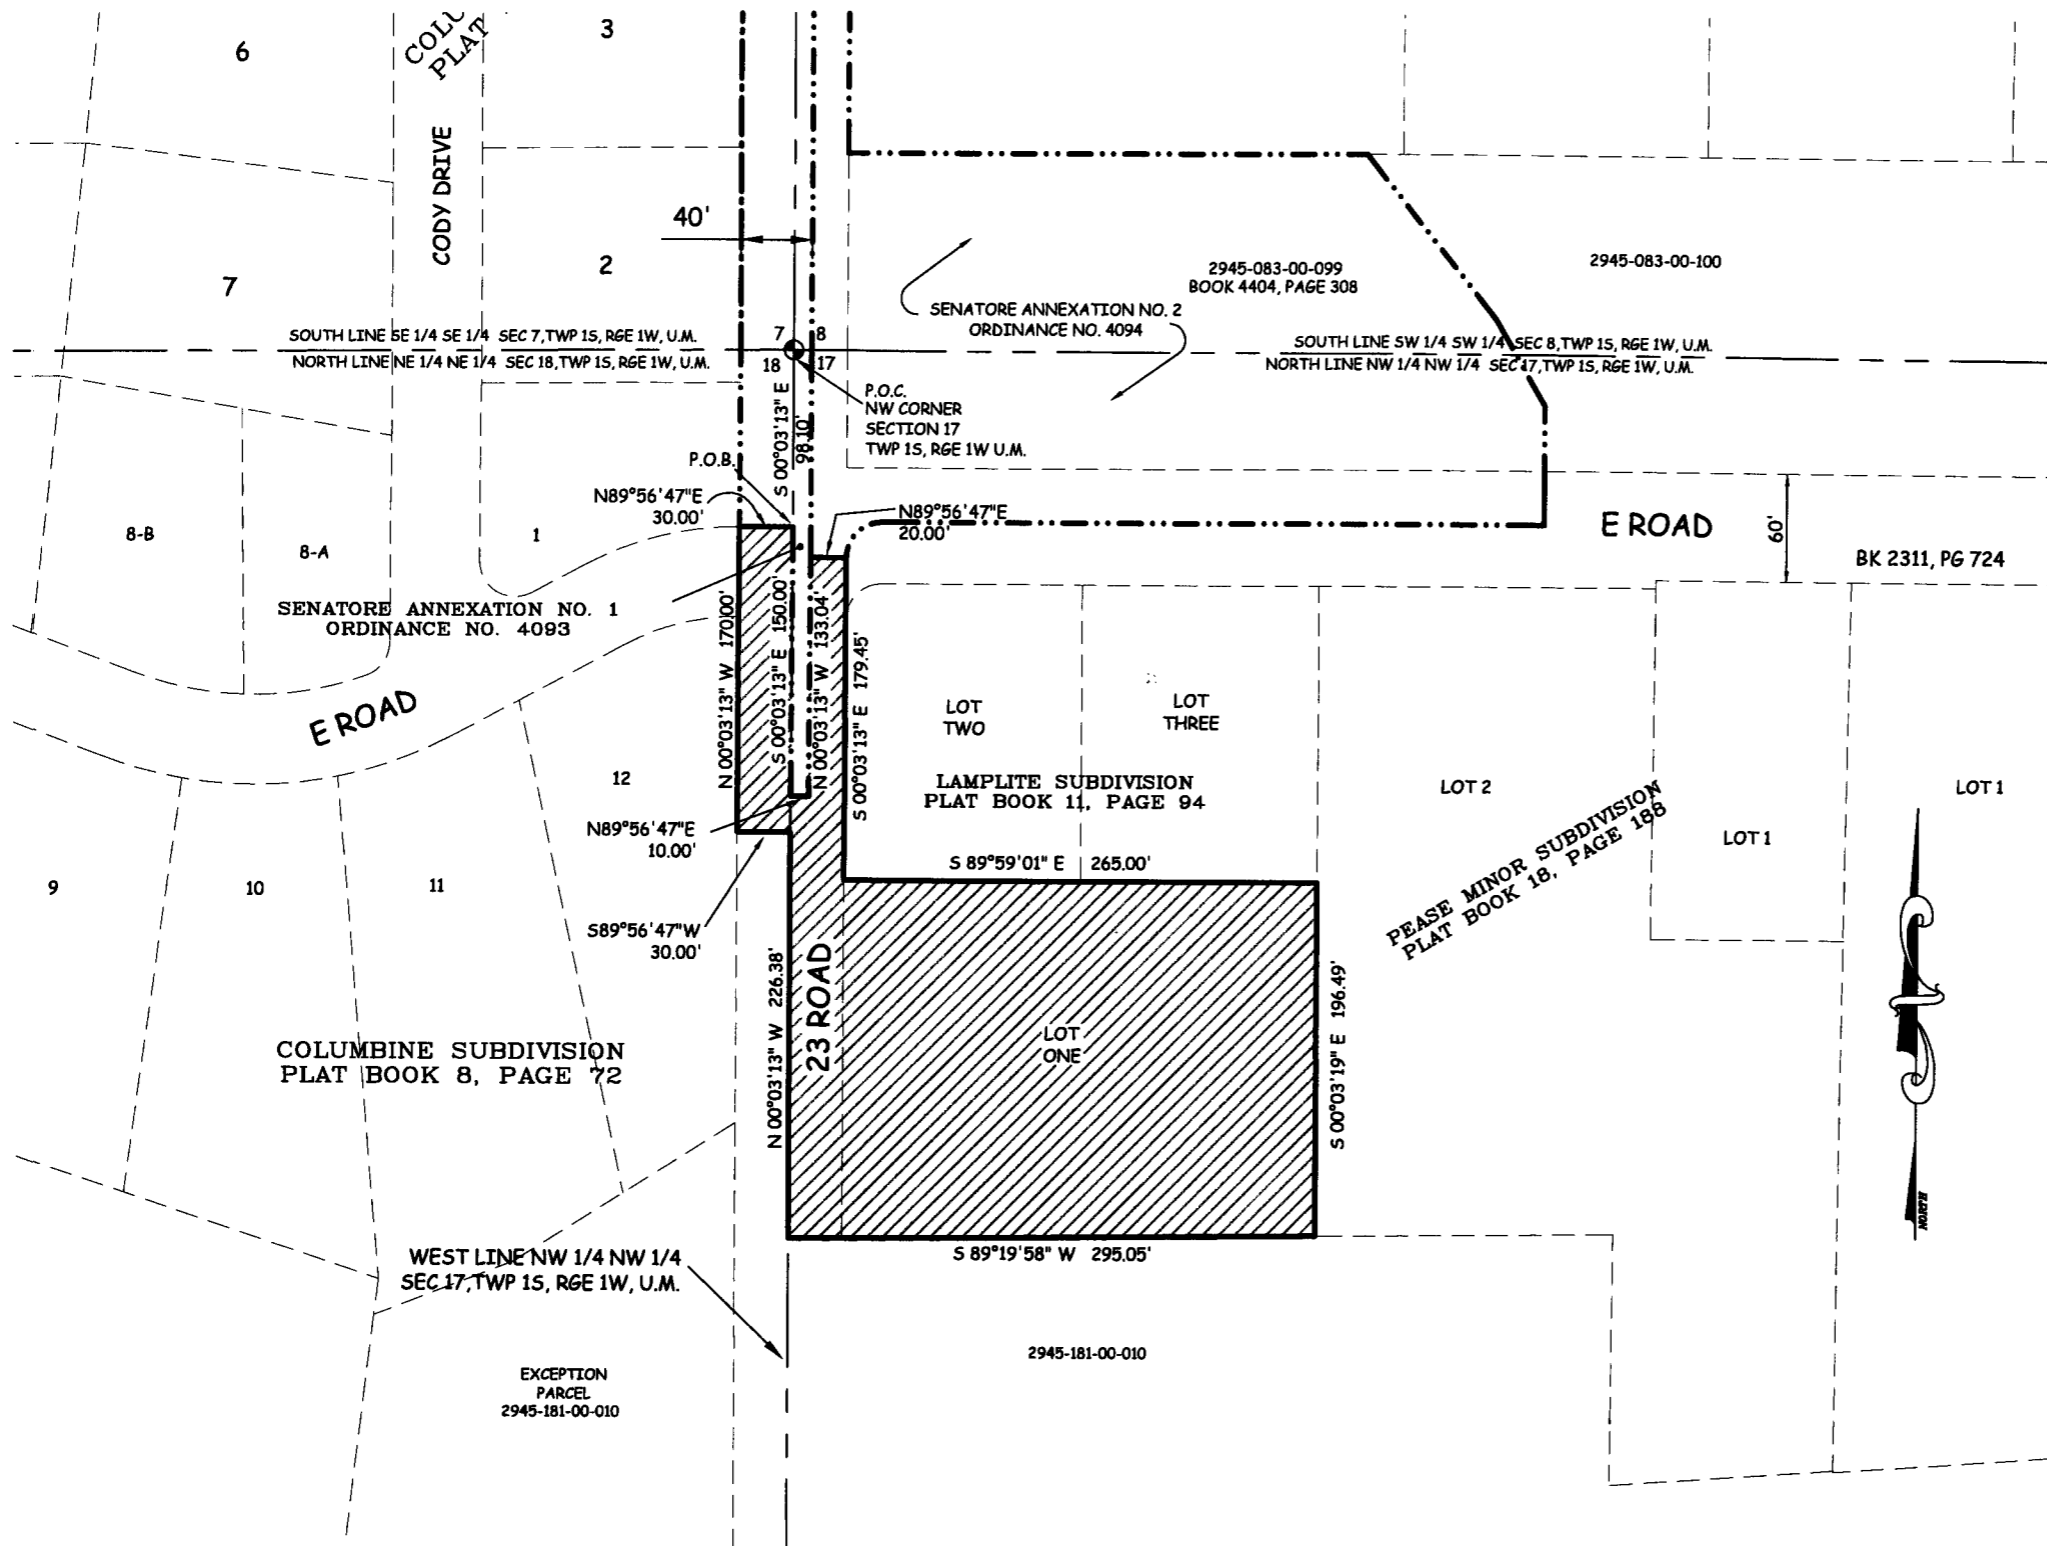 6
3
COLU
PLAT
CODY DRIVE
40'
7
2
2945-083-00-099
BOOK 4404, PAGE 308
2945-083-00-100
SENATORE ANNEXATION NO. 2
ORDINANCE NO. 4094
SOUTH LINE SE 1/4 SE 1/4 SEC 7, TWP 1S, RGE 1W, U.M.
NORTH LINE NE 1/4 NE 1/4 SEC 18, TWP 1S, RGE 1W, U.M.
7 8
18 17
SOUTH LINE SW 1/4 SW 1/4 SEC 8, TWP 1S, RGE 1W, U.M.
NORTH LINE NW 1/4 NW 1/4 SEC 17, TWP 1S, RGE 1W, U.M.
P.O.C.
NW CORNER
SECTION 17
TWP 1S, RGE 1W U.M.
S 00°03'13" E
98.10'
P.O.B.
N89°56'47"E
30.00'
N89°56'47"E
20.00'
E ROAD
60'
BK 2311, PG 724
8-B
8-A
1
SENATORE ANNEXATION NO. 1
ORDINANCE NO. 4093
N 00°03'13" W 170.00'
S 00°03'13" E 150.00'
N 00°03'13" W 133.04'
S 00°03'13" E 179.45'
E ROAD
LOT
TWO
LOT
THREE
LAMPLITE SUBDIVISION
PLAT BOOK 11, PAGE 94
LOT 2
LOT 1
LOT 1
PEASE MINOR SUBDIVISION
PLAT BOOK 18, PAGE 188
12
N89°56'47"E
10.00'
S 89°59'01" E 265.00'
9
10
11
S89°56'47"W
30.00'
N 00°03'13" W 226.38'
23 ROAD
LOT
ONE
S 00°03'19" E 196.49'
COLUMBINE SUBDIVISION
PLAT BOOK 8, PAGE 72
NORTH
WEST LINE NW 1/4 NW 1/4
SEC 17, TWP 1S, RGE 1W, U.M.
S 89°19'58" W 295.05'
EXCEPTION
PARCEL
2945-181-00-010
2945-181-00-010